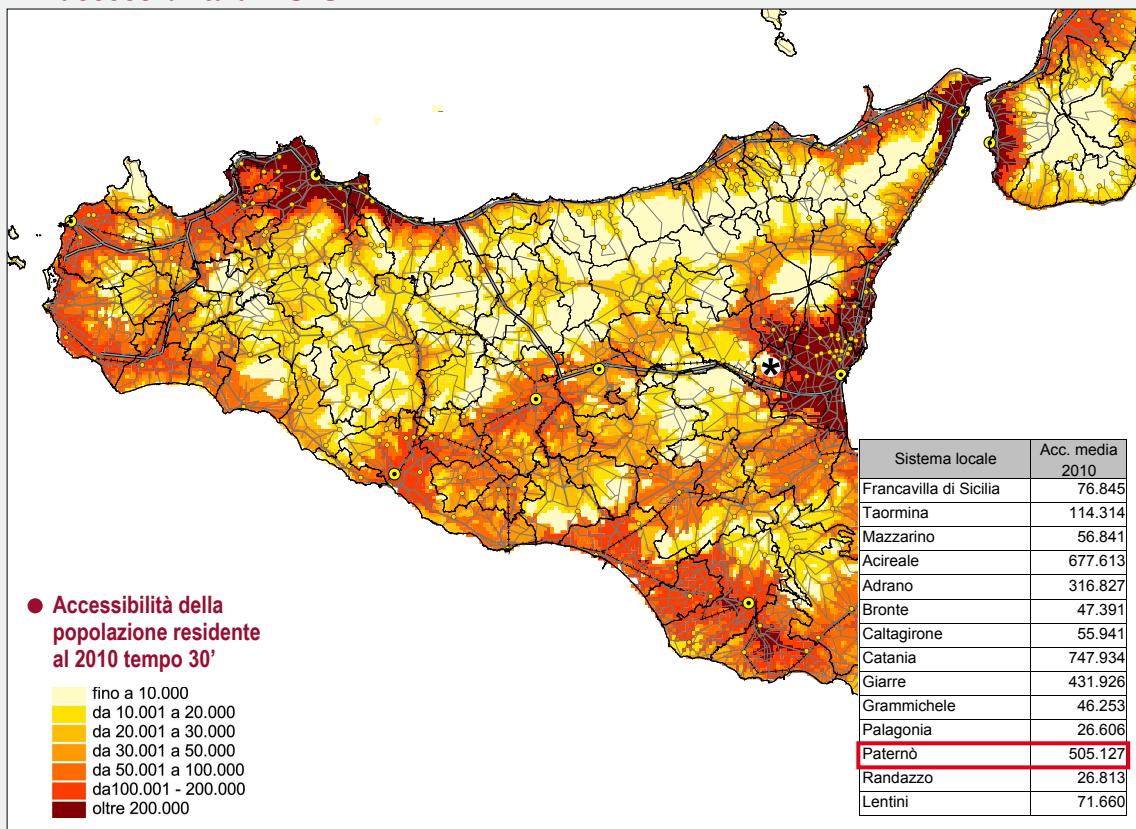 ● Accessibilità della
popolazione residente
al 2010 tempo 30’
fino a 10.000
da 10.001 a 20.000
da 20.001 a 30.000
da 30.001 a 50.000
da 50.001 a 100.000
da100.001 - 200.000
oltre 200.000
*
Sistema locale Acc. media 2010
Francavilla di Sicilia 76.845
Taormina 114.314
Mazzarino 56.841
Acireale 677.613
Adrano 316.827
Bronte 47.391
Caltagirone 55.941
Catania 747.934
Giarre 431.926
Grammichele 46.253
Palagonia 26.606
Paternò 505.127
Randazzo 26.813
Lentini 71.660